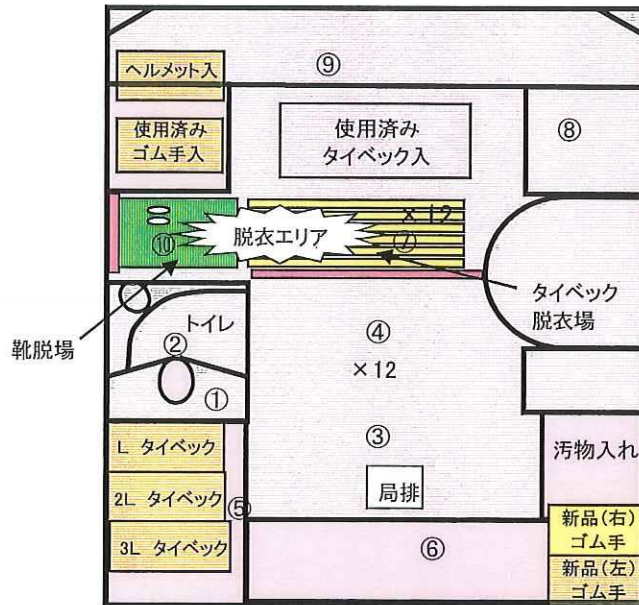 ⑨
ヘルメット入
使用済み
ゴム手入
使用済み
タイベック入
⑧
×12
⑩
脱衣エリア
⑦
タイベック
脱衣場
靴脱場
トイレ
②
①
④
×12
③
局排
L タイベック
2L タイベック
3L タイベック
⑤
⑥
汚物入れ
新品(右)
ゴム手
新品(左)
ゴム手